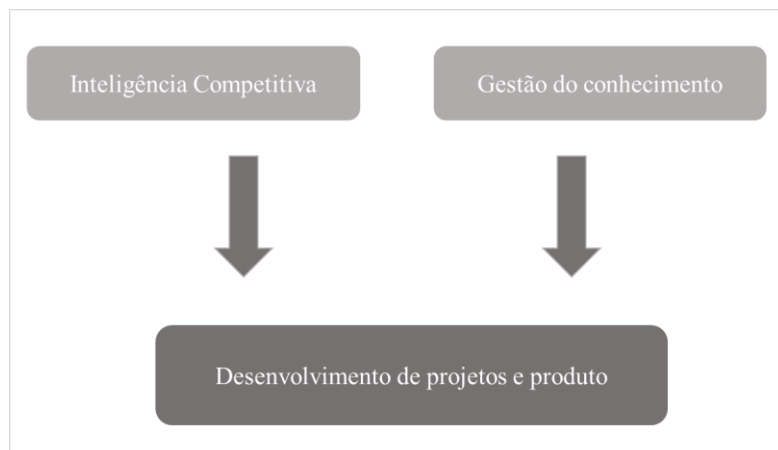 Inteligência Competitiva
Gestão do conhecimento
Desenvolvimento de projetos e produto